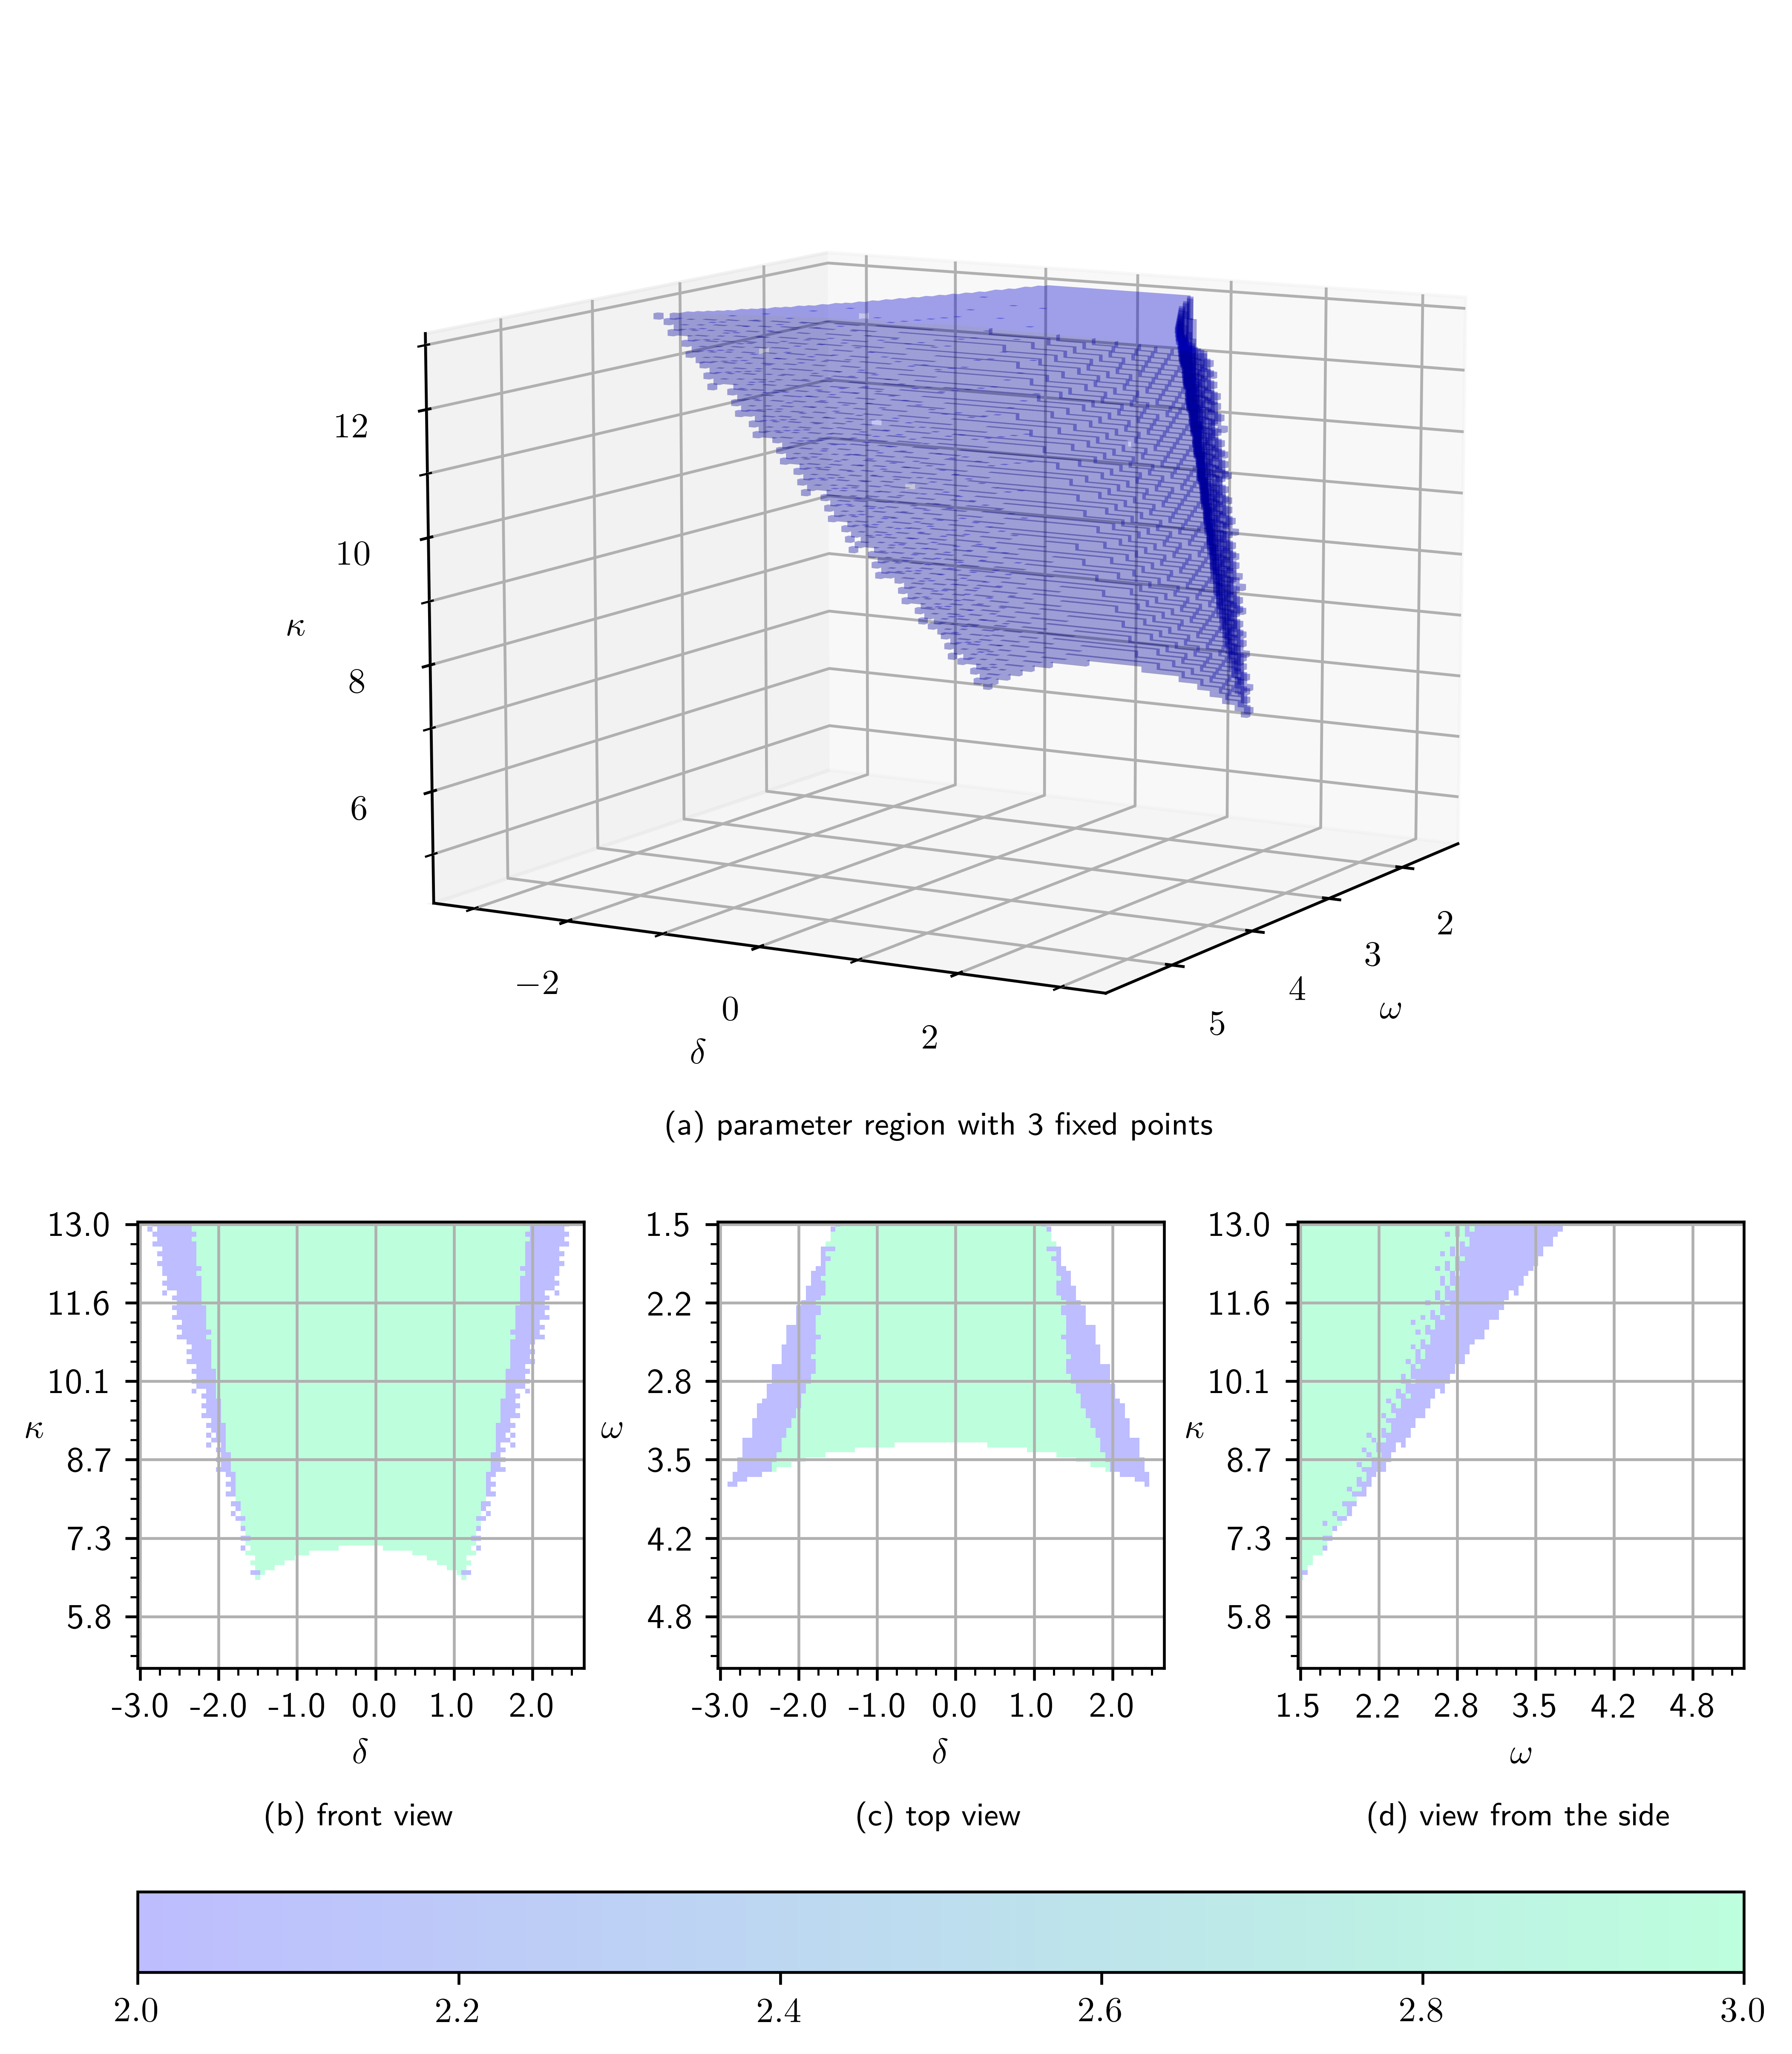 12
10
κ
8
6
−2
0
2
δ
5
4
3
2
ω
(a) parameter region with 3 fixed points
13.0
11.6
10.1
κ
8.7
7.3
5.8
-3.0 -2.0 -1.0 0.0 1.0 2.0
δ
(b) front view
1.5
2.2
2.8
ω
3.5
4.2
4.8
-3.0 -2.0 -1.0 0.0 1.0 2.0
δ
(c) top view
13.0
11.6
10.1
κ
8.7
7.3
5.8
1.5 2.2 2.8 3.5 4.2 4.8
ω
(d) view from the side
2.0 2.2 2.4 2.6 2.8 3.0